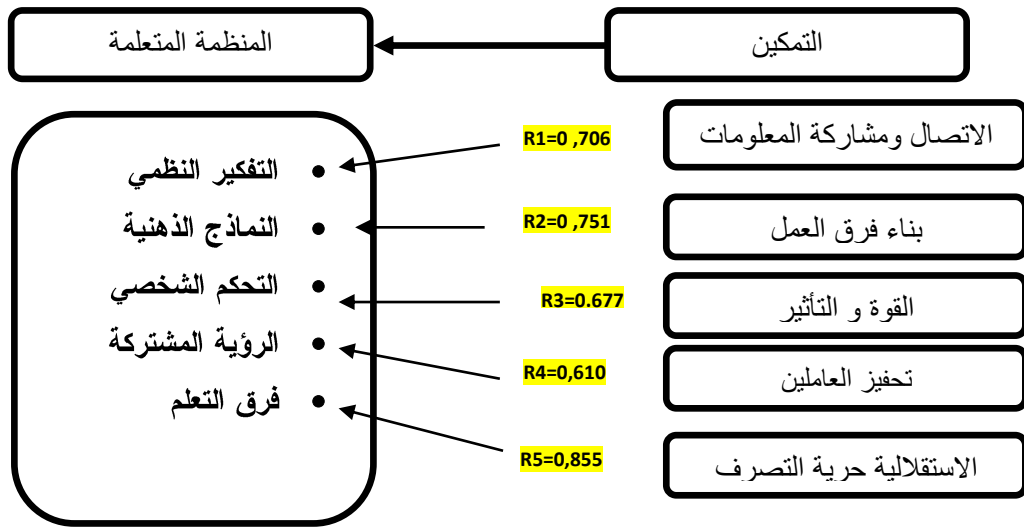 التمكين
المنظمة المتعلمة
الاتصال ومشاركة المعلومات
R1=0 ,706
التفكير النظمي
بناء فرق العمل
R2=0 ,751
النماذج الذهنية
القوة و التأثير
R3=0.677
التحكم الشخصي
تحفيز العاملين
R4=0,610
الرؤية المشتركة
الاستقلالية حرية التصرف
R5=0,855
فرق التعلم